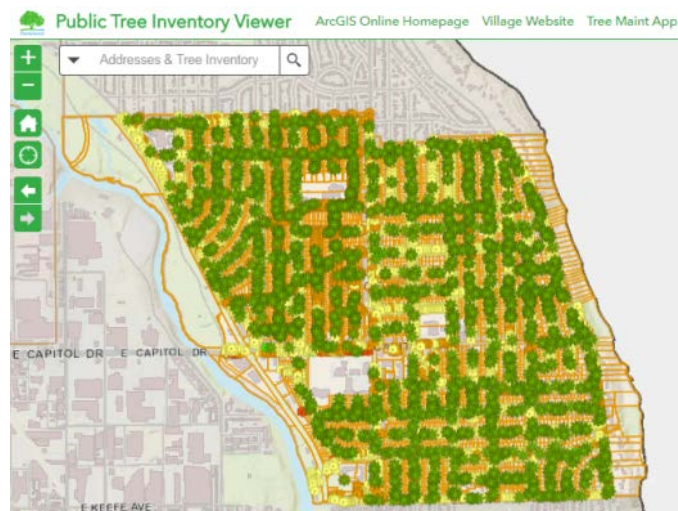 Public Tree Inventory Viewer ArcGIS Online Homepage Village Website Tree Maint App
Addresses & Tree Inventory
E CAPITOL DR E CAPITOL DR
E KEEFE AVE